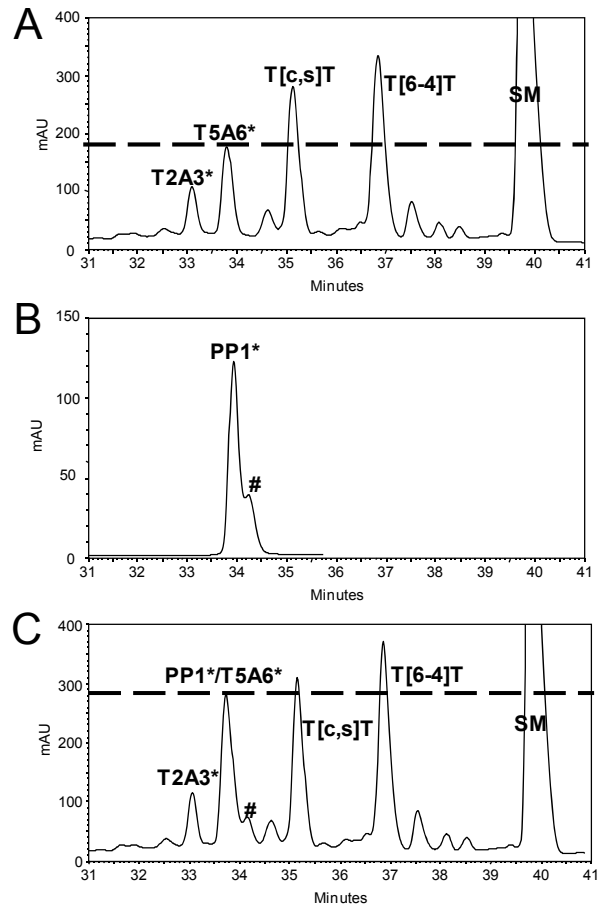 A
400
300
200
100
0
mAU
T2A3*
T5A6*
T[c,s]T
T[6-4]T
SM
31 32 33 34 35 36 37 38 39 40 41
Minutes
B
150
100
50
0
mAU
PP1*
#
31 32 33 34 35 36 37 38 39 40 41
Minutes
C
400
300
200
100
0
mAU
T2A3*
PP1*/T5A6*
#
T[c,s]T
T[6-4]T
SM
31 32 33 34 35 36 37 38 39 40 41
Minutes